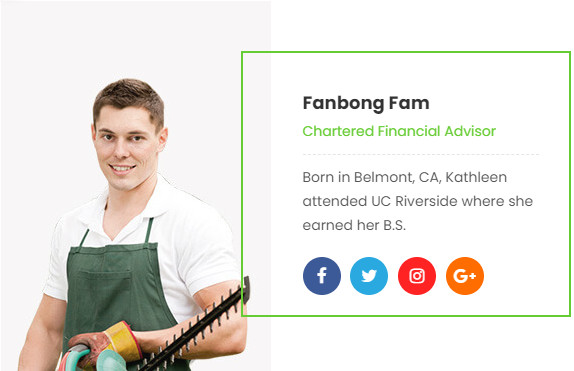 Fanbong Fam
Chartered Financial Advisor
Born in Belmont, CA, Kathleen
attended UC Riverside where she
earned her B.S.
f
G+